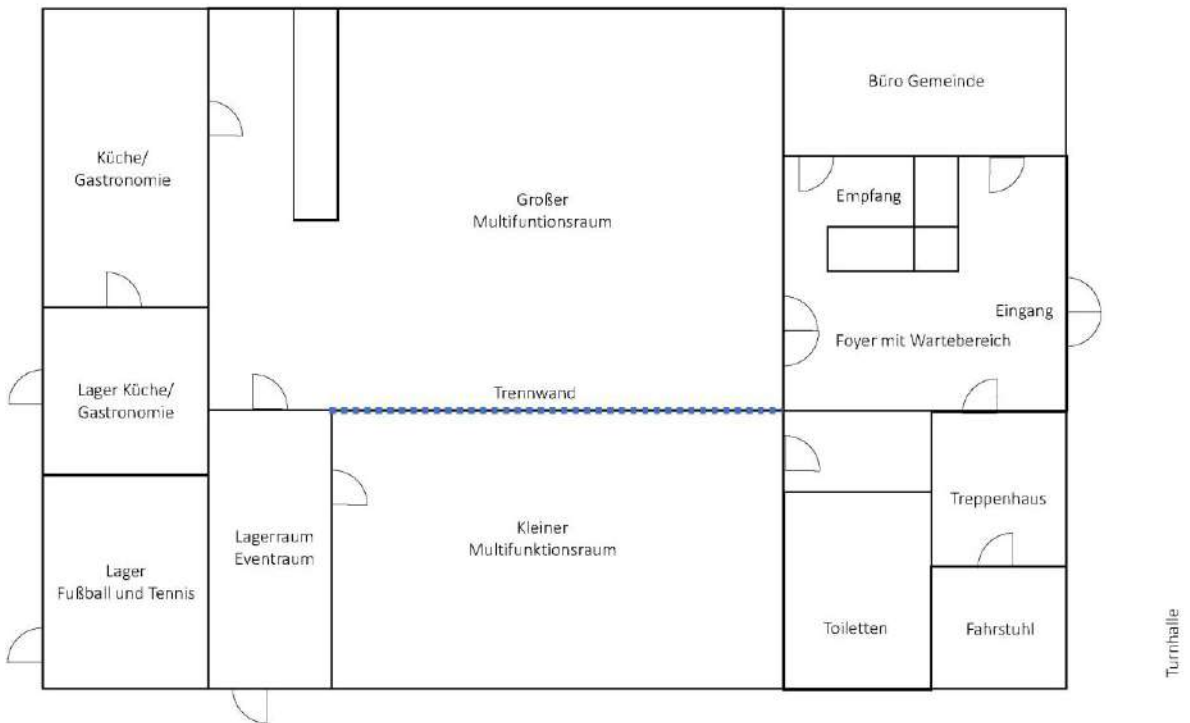 Büro Gemeinde
Küche/
Gastronomie
Empfang
Großer
Multifuntionsraum
Eingang
Foyer mit Wartebereich
Trennwand
Lager Küche/
Gastronomie
Treppenhaus
Kleiner
Multifunktionsraum
Lagerraum
Eventraum
Lager
Fußball und Tennis
Toiletten
Fahrstuhl
Turnhalle